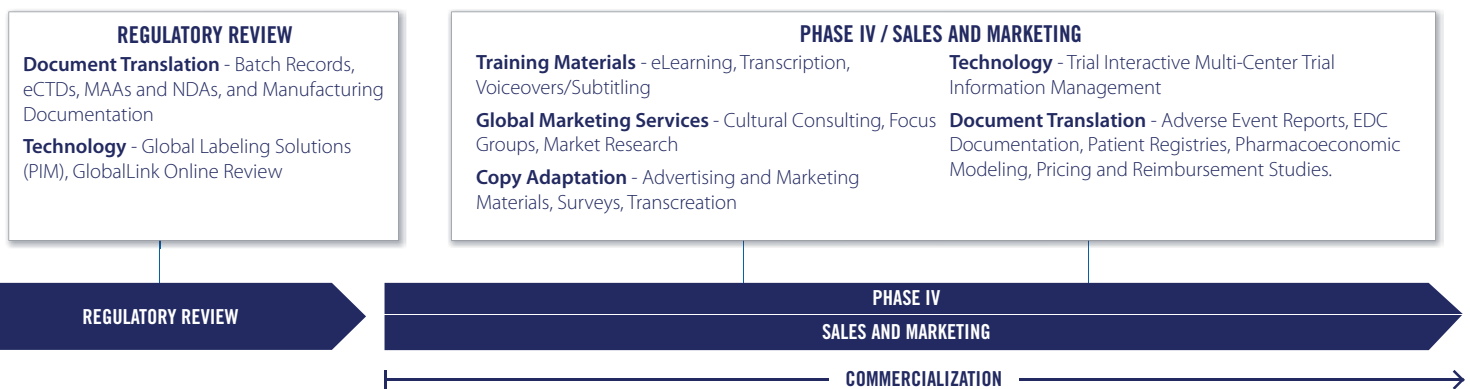 REGULATORY REVIEW
Document Translation - Batch Records,
eCTDs, MAAs and NDAs, and Manufacturing
Documentation
Technology - Global Labeling Solutions
(PIM), GlobalLink Online Review
PHASE IV / SALES AND MARKETING
Training Materials - eLearning, Transcription,
Voiceovers/Subtitling
Global Marketing Services - Cultural Consulting, Focus
Groups, Market Research
Copy Adaptation - Advertising and Marketing
Materials, Surveys, Transcreation
Technology - Trial Interactive Multi-Center Trial
Information Management
Document Translation - Adverse Event Reports, EDC
Documentation, Patient Registries, Pharmacoeconomic
Modeling, Pricing and Reimbursement Studies.
REGULATORY REVIEW
PHASE IV
SALES AND MARKETING
COMMERCIALIZATION